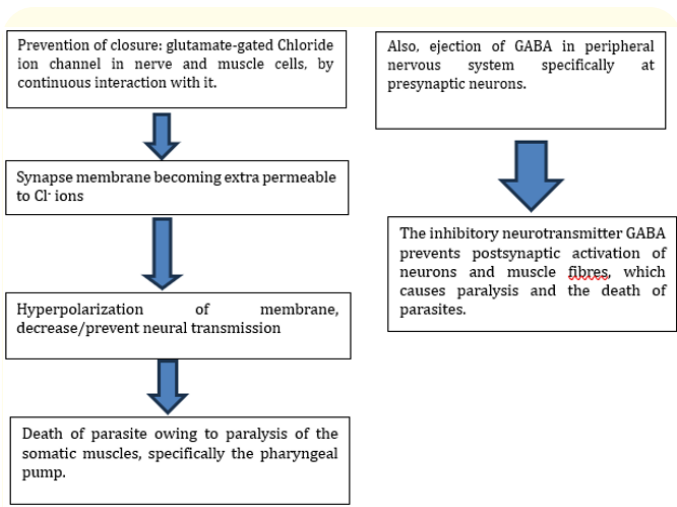 Prevention of closure: glutamate-gated Chloride
ion channel in nerve and muscle cells, by
continuous interaction with it.
Synapse membrane becoming extra permeable
to Cl- ions
Hyperpolarization of membrane,
decrease/prevent neural transmission
Death of parasite owing to paralysis of the
somatic muscles, specifically the pharyngeal
pump.
Also, ejection of GABA in peripheral
nervous system specifically at
presynaptic neurons.
The inhibitory neurotransmitter GABA
prevents postsynaptic activation of
neurons and muscle fibres, which
causes paralysis and the death of
parasites.